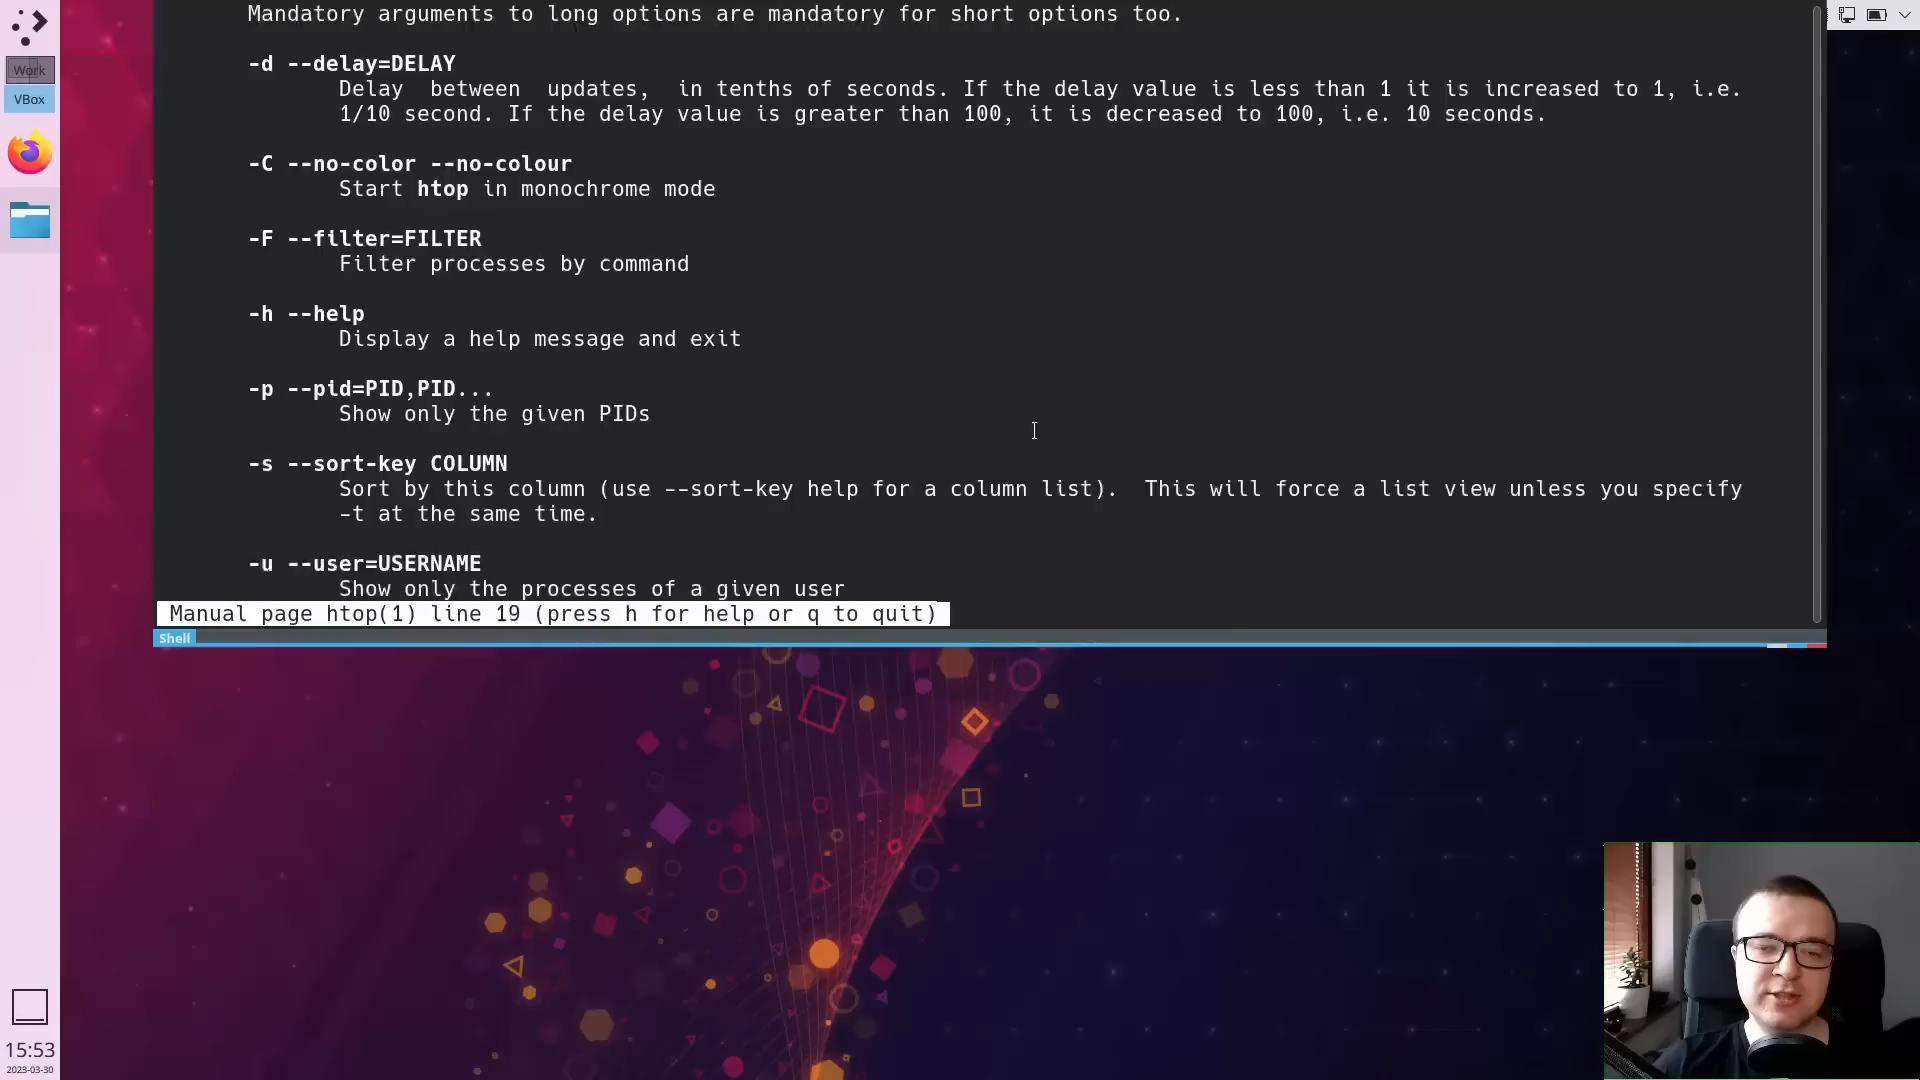 Mandatory arguments to long options are mandatory for short options too.
-d --delay=DELAY
Delay between updates, in tenths of seconds. If the delay value is less than 1 it is increased to 1, i.e.
1/10 second. If the delay value is greater than 100, it is decreased to 100, i.e. 10 seconds.
-C --no-color --no-colour
Start htop in monochrome mode
-F --filter=FILTER
Filter processes by command
-h --help
Display a help message and exit
-p --pid=PID,PID...
Show only the given PIDs
-s --sort-key COLUMN
Sort by this column (use --sort-key help for a column list). This will force a list view unless you specify
-t at the same time.
-u --user=USERNAME
Show only the processes of a given user
Manual page htop(1) line 19 (press h for help or q to quit)
Shell
Work
VBox
15:53
2023-03-30